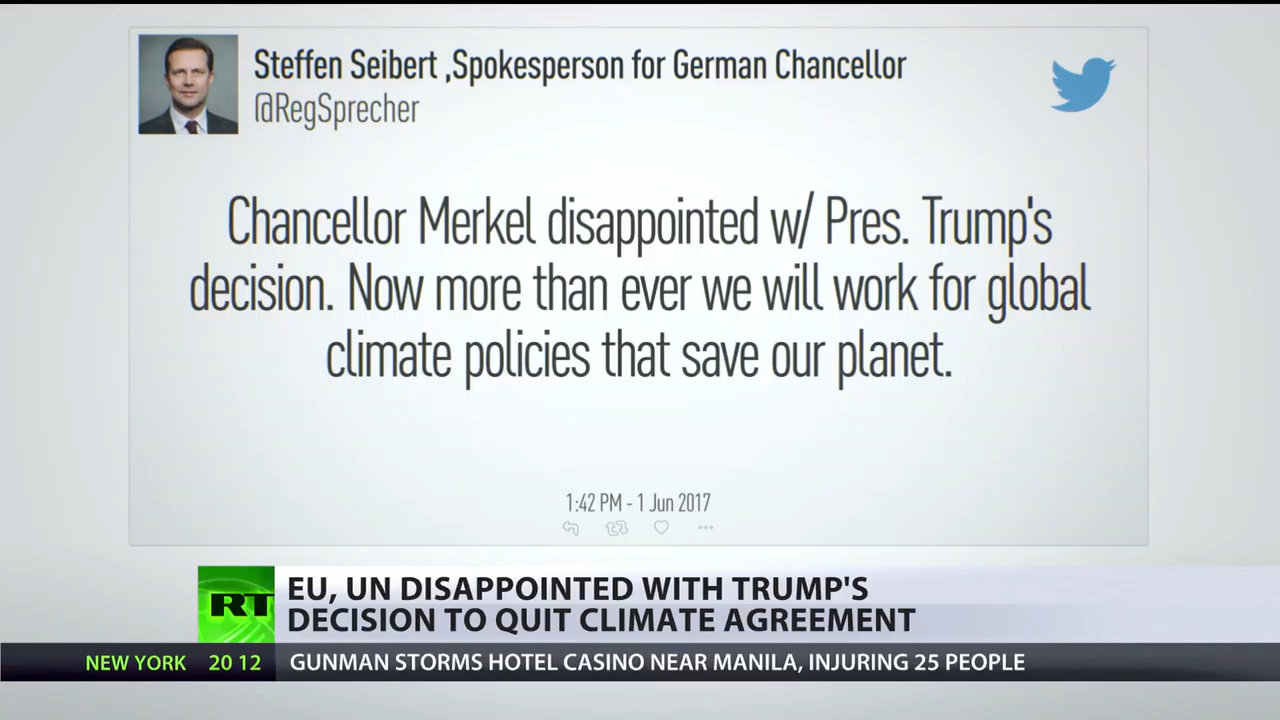 Steffen Seibert ,Spokesperson for German Chancellor
@RegSprecher
Chancellor Merkel disappointed w/ Pres. Trump's
decision. Now more than ever we will work for global
climate policies that save our planet.
1:42 PM - 1 Jun 2017
RT
EU, UN DISAPPOINTED WITH TRUMP'S
DECISION TO QUIT CLIMATE AGREEMENT
NEW YORK 20 12 GUNMAN STORMS HOTEL CASINO NEAR MANILA, INJURING 25 PEOPLE